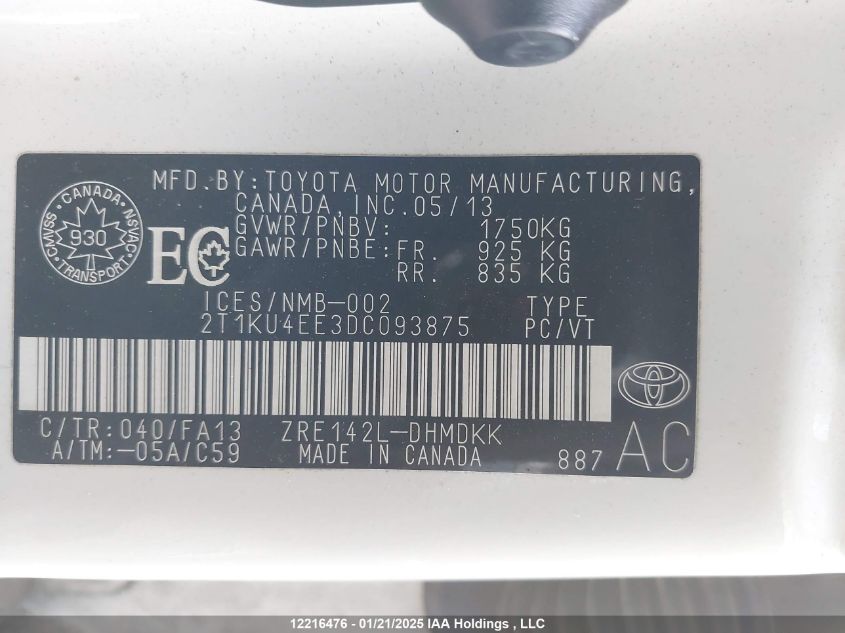 MFD.BY:TOYOTA MOTOR MANUFACTURING,
CANADA, INC.05/13
GVWR/PNBV: 1750KG
GAWR/PNBE:FR. 925 KG
RR. 835 KG
CANADA
CMVSS 930 NSVAC
TRANSPORT
EC
ICES/NMB-002 TYPE
2T1KU4EE3DC093875 PC/VT
C/TR:040/FA13 ZRE142L-DHMDKK
A/TM:-05A/C59 MADE IN CANADA 887 AC
12216476 - 01/21/2025 IAA Holdings , LLC